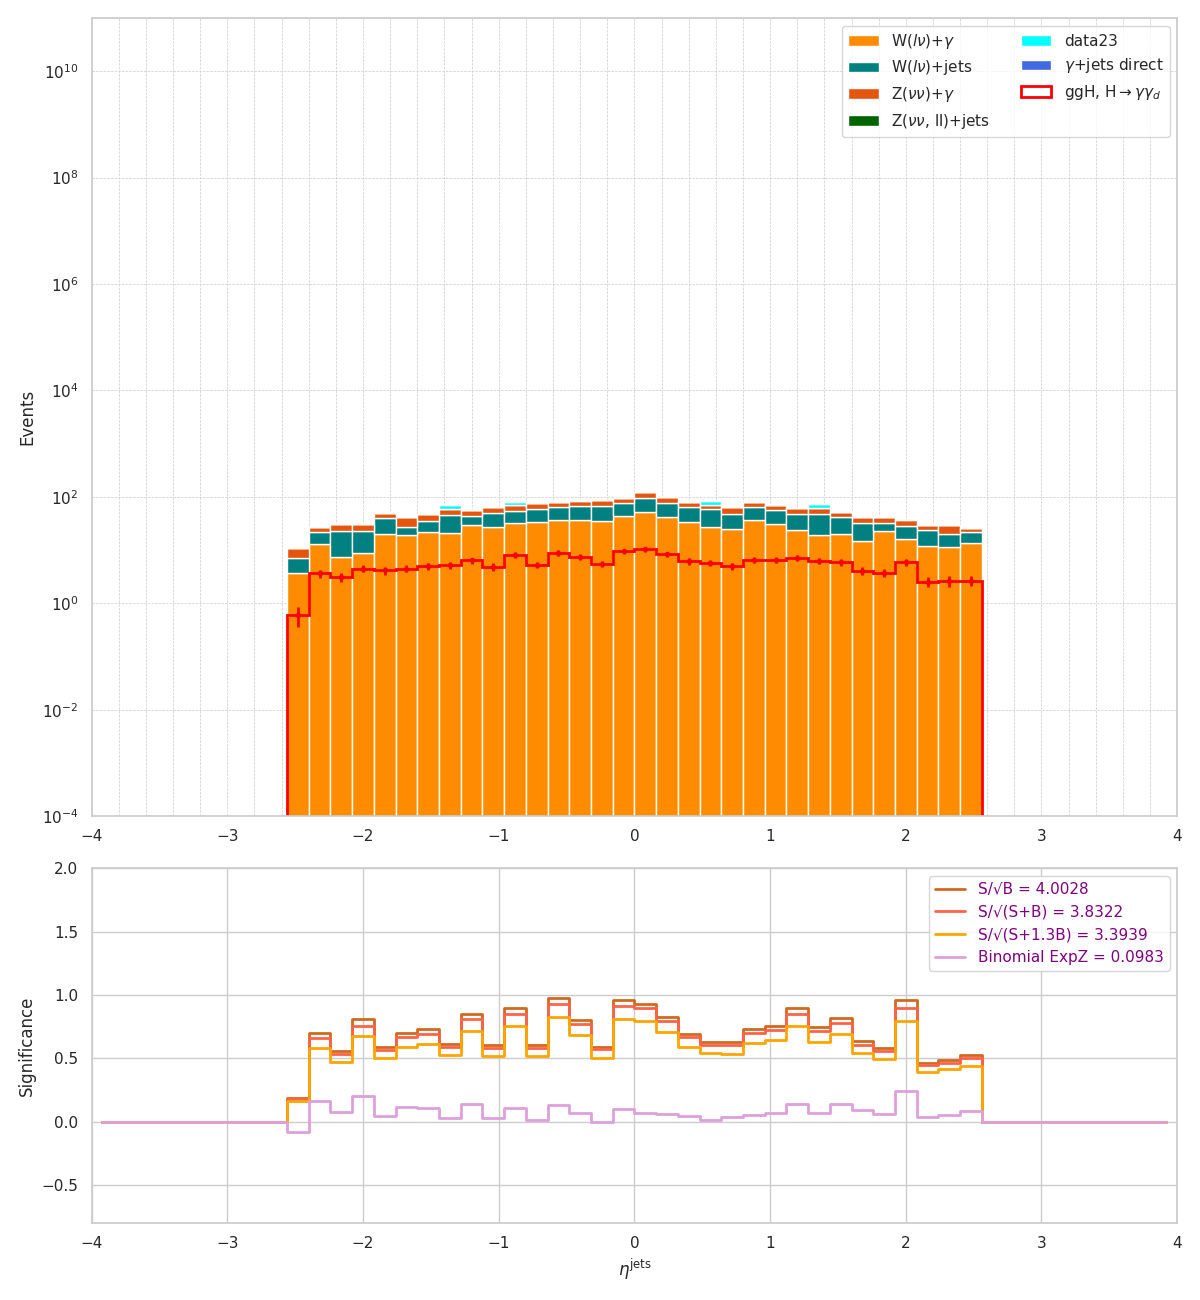 W(lν)+γ
W(lν)+jets
Z(νν)+γ
Z(νν, ll)+jets
data23
γ+jets direct
ggH, H→γγ_d
Events
10^10
10^8
10^6
10^4
10^2
10^0
10^−2
10^−4
−4 −3 −2 −1 0 1 2 3 4
S/√B = 4.0028
S/√(S+B) = 3.8322
S/√(S+1.3B) = 3.3939
Binomial ExpZ = 0.0983
Significance
2.0
1.5
1.0
0.5
0.0
−0.5
−4 −3 −2 −1 0 1 2 3 4
η^jets